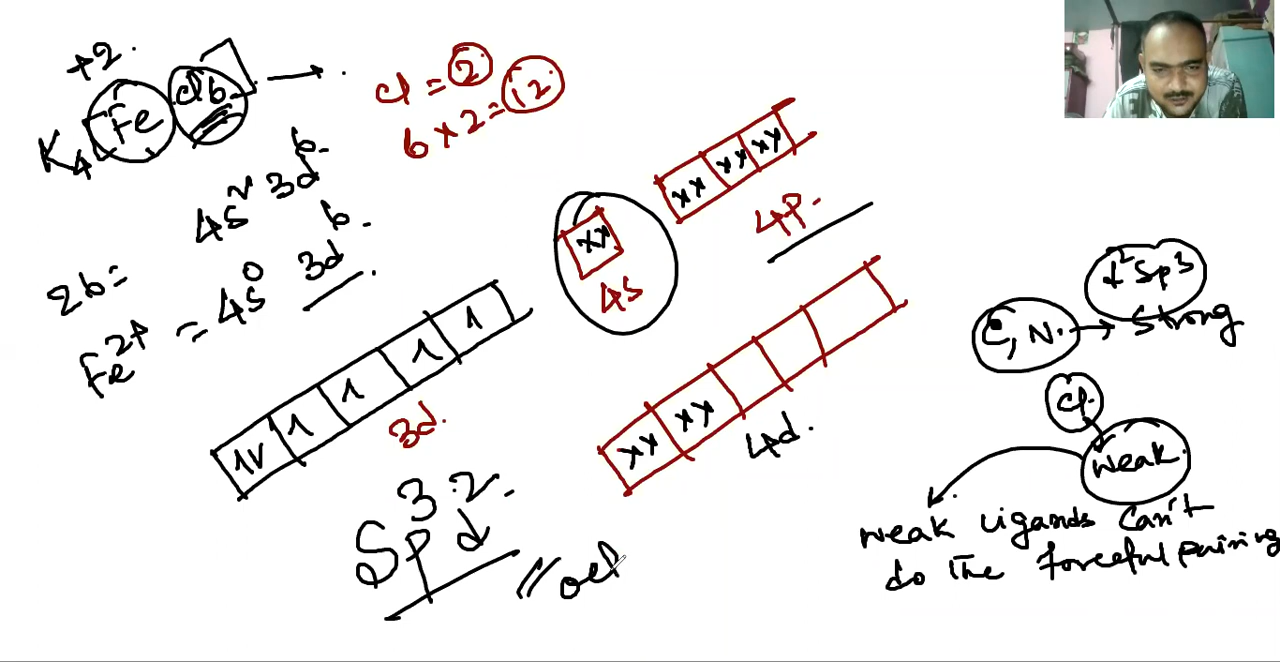 +2.
K4[Fe Cl6] →
Cl = 2
6 × 2 = 12
4s² 3d6.
26 =
Fe2+ = 4s0 3d6.
xx xx xx
4P.
xx
4S
1v 1 1 1 1
3d.
xx xx
4d.
SP3d2.
// oct
d²SP3
C, N. → Strong
Cl.
weak.
weak ligands can't
do the forceful pairing